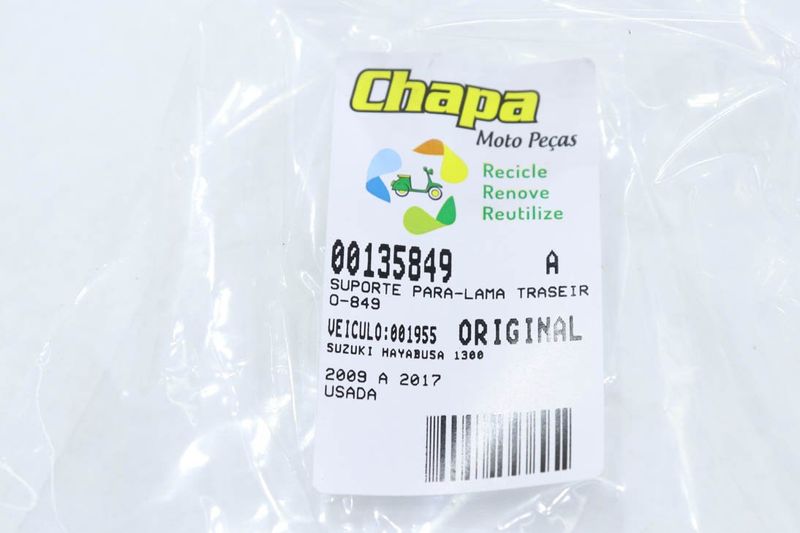 Chapa
Moto Peças
Recicle
Renove
Reutilize
00135849 A
SUPORTE PARA-LAMA TRASEIR
O-849
VEICULO:001955 ORIGINAL
SUZUKI HAYABUSA 1300
2009 A 2017
USADA